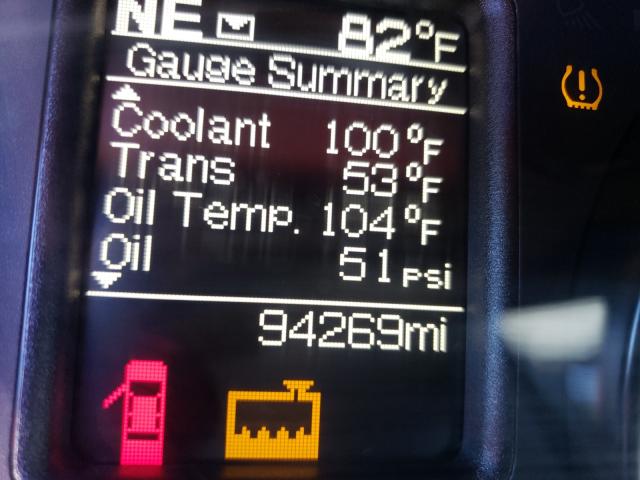 NE 82°F
Gauge Summary
Coolant 100°F
Trans 53°F
Oil Temp. 104°F
Oil 51 psi
94269mi